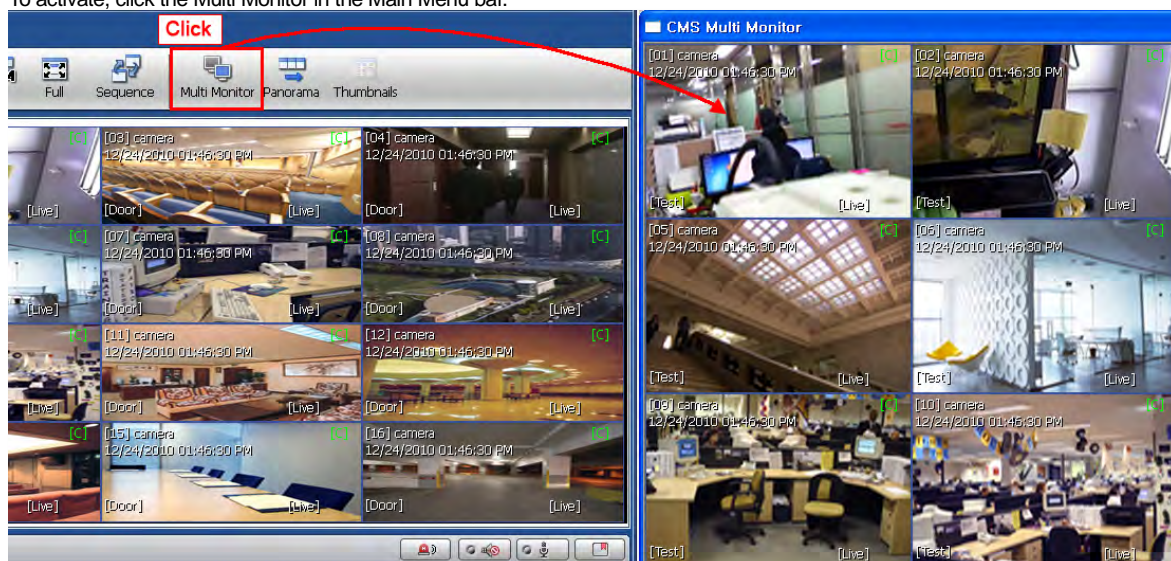 To activate, click the Multi Monitor in the Main Menu bar.
Click
Full
Sequence
Multi Monitor
Panorama
Thumbnails
[C]
[Live]
[03] camera
[C]
12/24/2010 01:46:30 PM
[Door]
[Live]
[04] camera
[C]
12/24/2010 01:46:30 PM
[Door]
[Live]
[C]
[Live]
[07] camera
[C]
12/24/2010 01:46:30 PM
[Door]
[Live]
[08] camera
[C]
12/24/2010 01:46:30 PM
[Door]
[Live]
[C]
[Live]
[11] camera
[C]
12/24/2010 01:46:30 PM
[Door]
[Live]
[12] camera
[C]
12/24/2010 01:46:30 PM
[Door]
[Live]
[C]
[Live]
[15] camera
[C]
12/24/2010 01:46:30 PM
[Door]
[Live]
[16] camera
[C]
12/24/2010 01:46:30 PM
[Door]
[Live]
CMS Multi Monitor
[01] camera
[C]
12/24/2010 01:46:30 PM
[Test]
[Live]
[02] camera
[C]
12/24/2010 01:46:30 PM
[Test]
[Live]
[05] camera
[C]
12/24/2010 01:46:30 PM
[Test]
[Live]
[06] camera
[C]
12/24/2010 01:46:30 PM
[Test]
[Live]
[09] camera
[C]
12/24/2010 01:46:30 PM
[Test]
[Live]
[10] camera
[C]
12/24/2010 01:46:30 PM
[Test]
[Live]